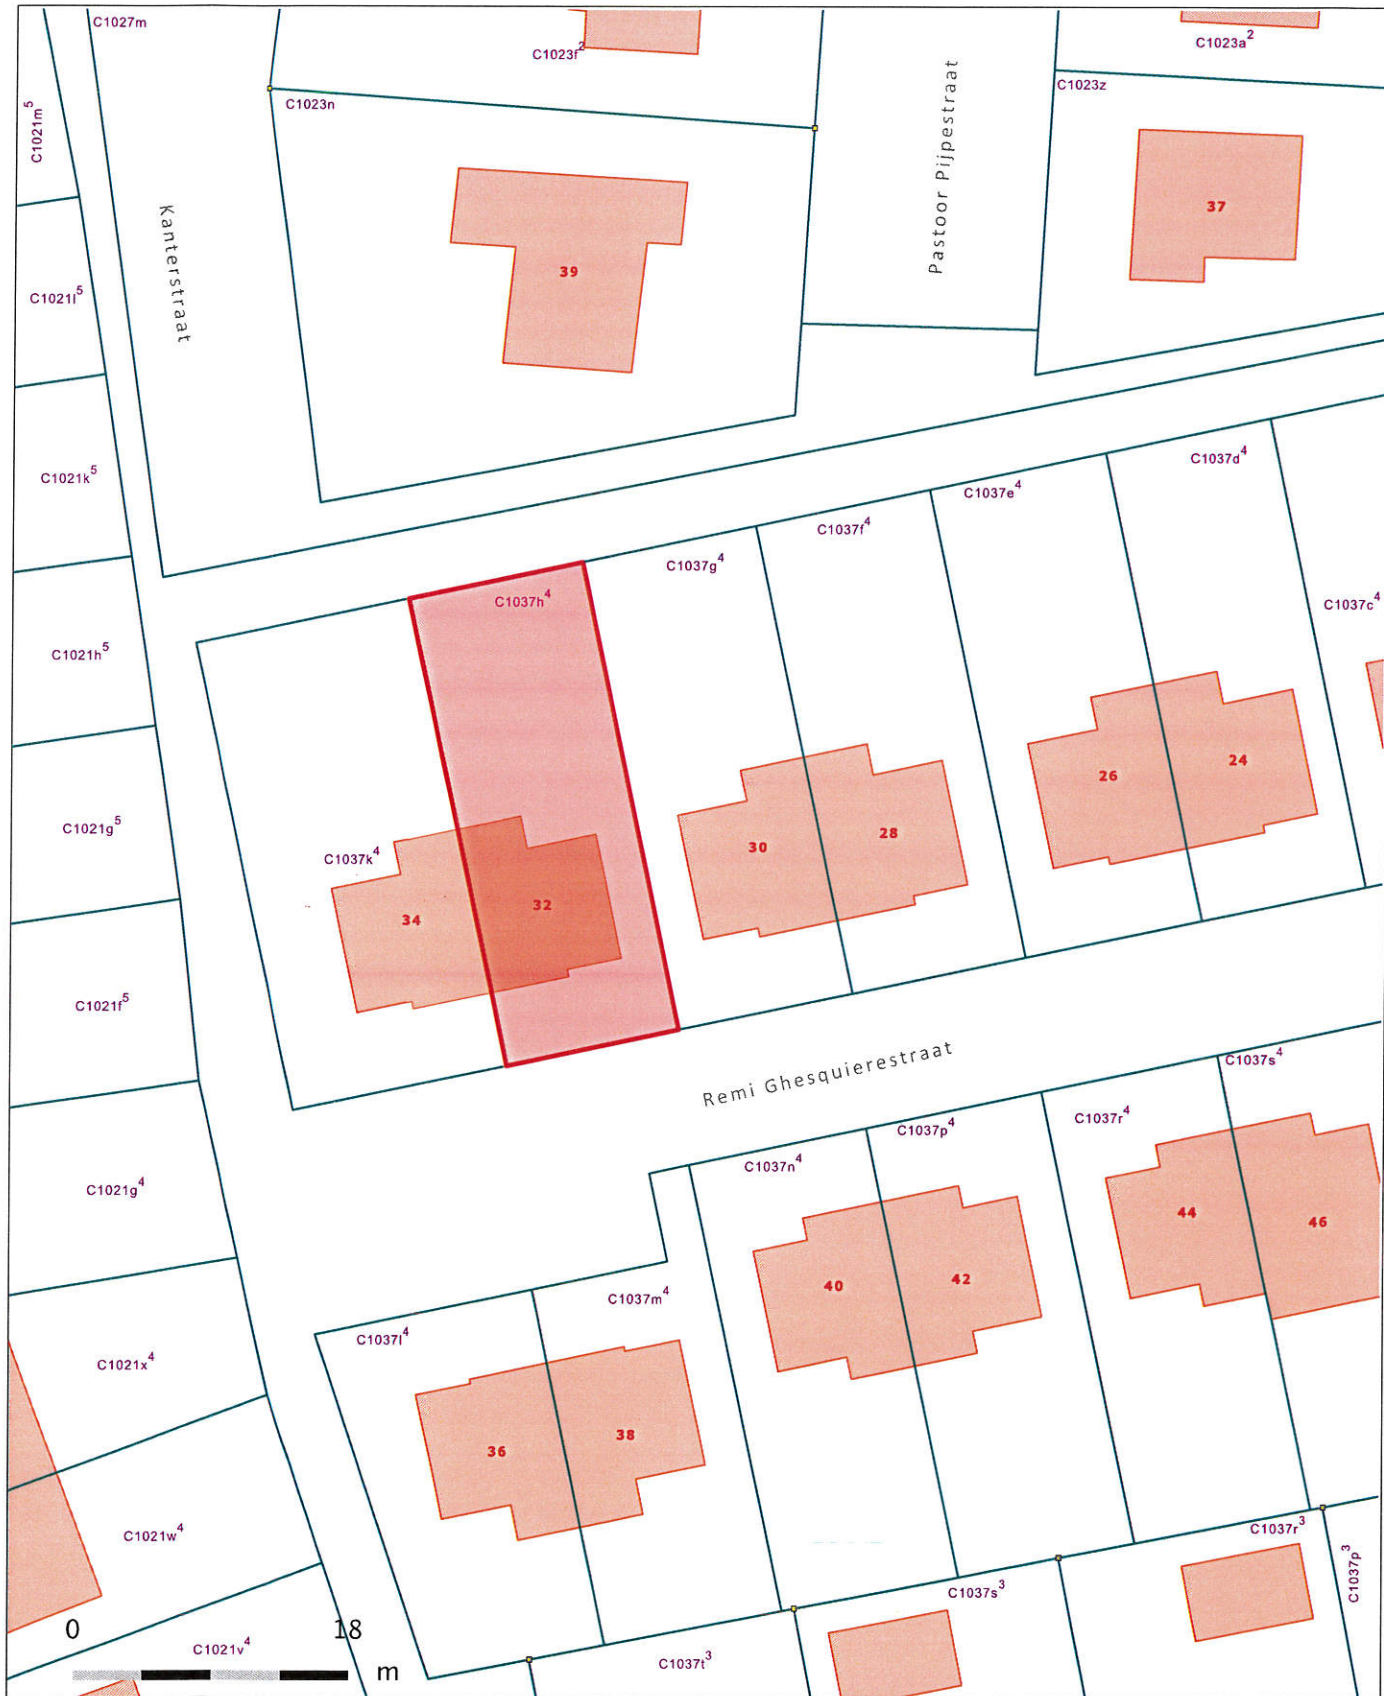 C1027m
C1023f²
C1023a²
C1023n
C1023z
C1021m⁵
Kanterstraat
Pastoor Pijpestraat
39
37
C1021l⁵
C1021k⁵
C1037d⁴
C1037e⁴
C1037f⁴
C1037g⁴
C1037h⁴
C1037c⁴
C1021h⁵
C1021g⁵
C1037k⁴
34
32
30
28
26
24
C1021f⁵
Remi Ghesquierestraat
C1037s⁴
C1037r⁴
C1037p⁴
C1037n⁴
C1021g⁴
44
46
40
42
C1037m⁴
C1037l⁴
C1021x⁴
36
38
C1021w⁴
C1037r³
C1037p³
C1037s³
C1037t³
C1021v⁴
0 18
m